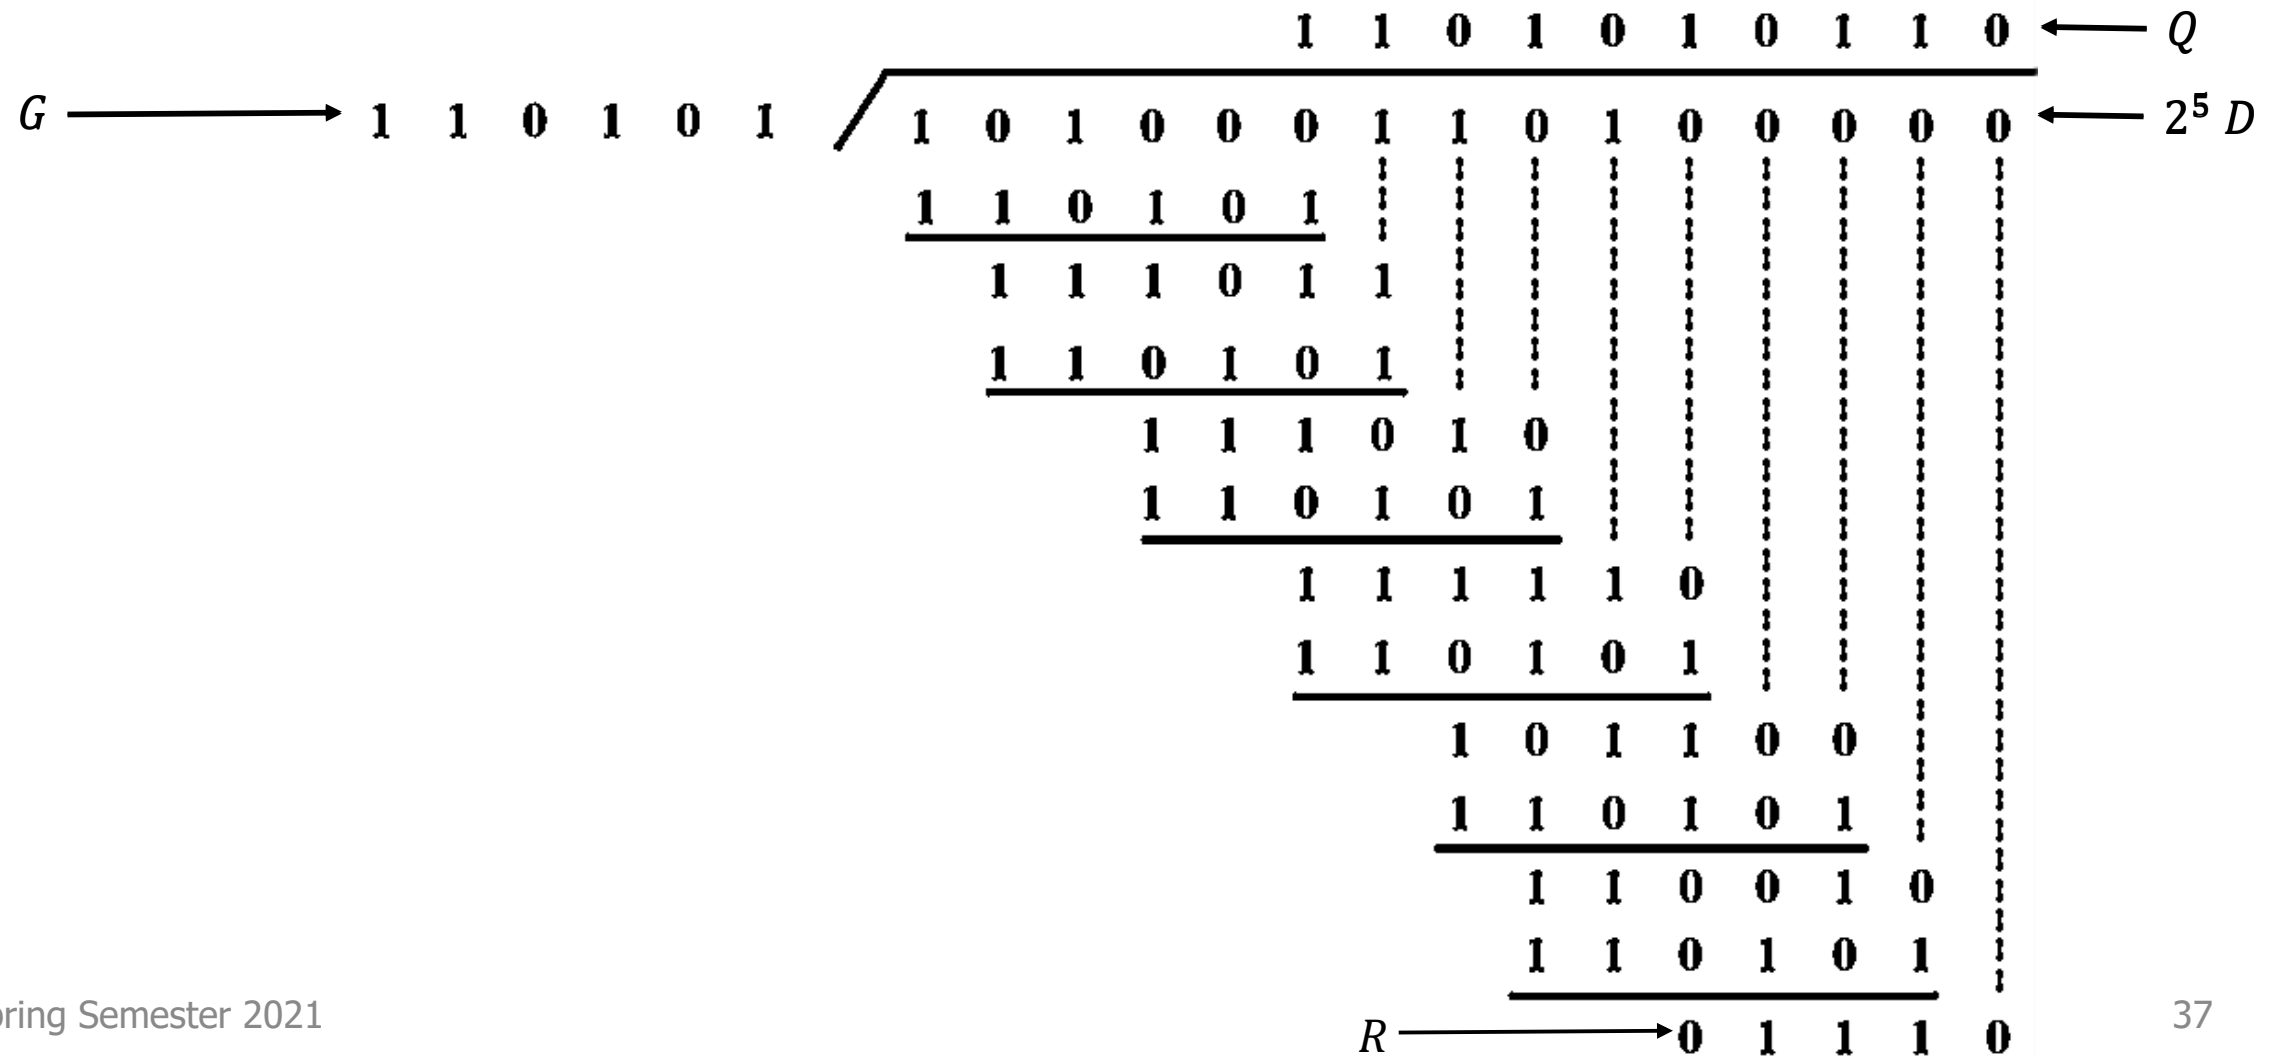 1 1 0 1 0 1 0 1 1 0 Q
G 1 1 0 1 0 1 1 0 1 0 0 0 1 1 0 1 0 0 0 0 0 2⁵ D
1 1 0 1 0 1
1 1 1 0 1 1
1 1 0 1 0 1
1 1 1 0 1 0
1 1 0 1 0 1
1 1 1 1 1 0
1 1 0 1 0 1
1 0 1 1 0 0
1 1 0 1 0 1
1 1 0 0 1 0
1 1 0 1 0 1
R 0 1 1 1 0
ring Semester 2021
37